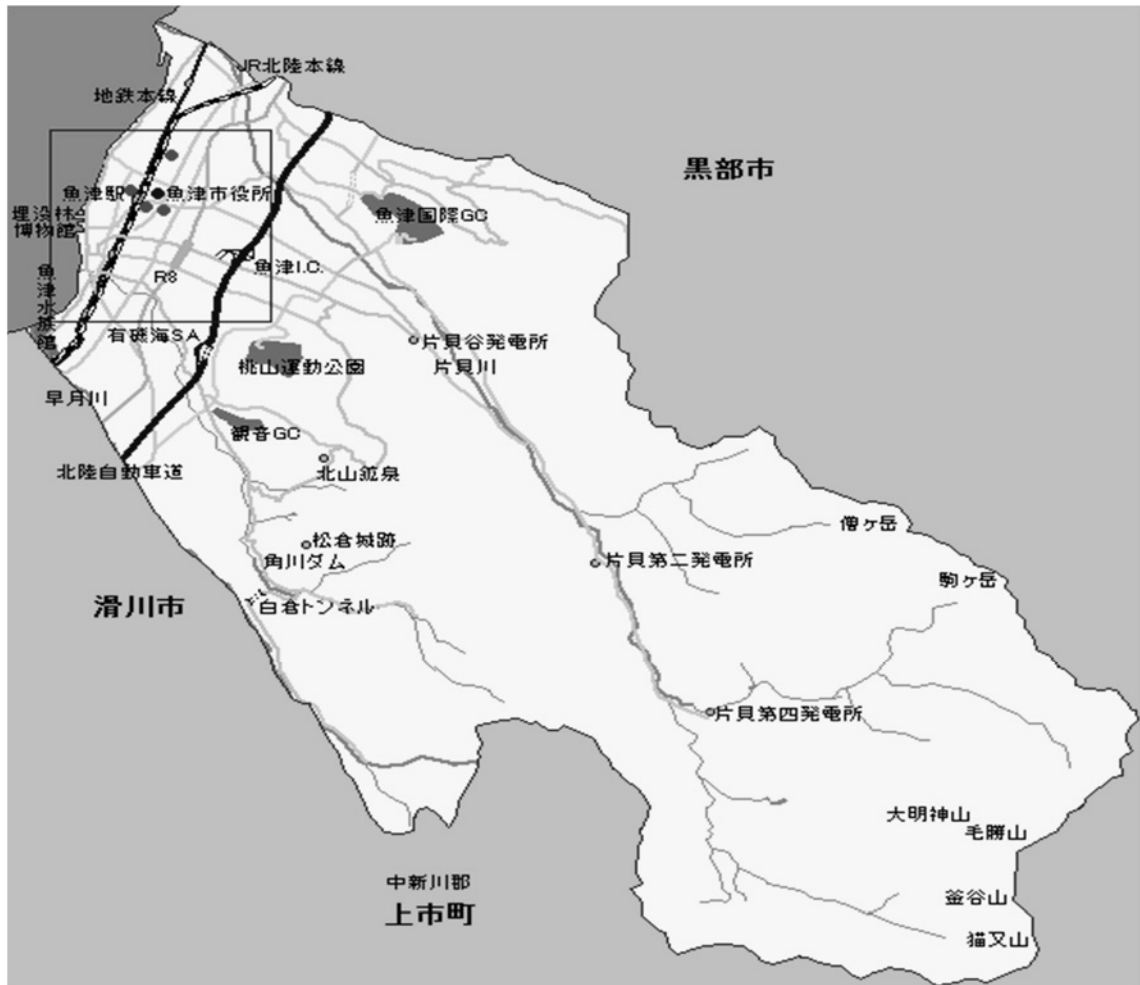 JR北陸本線
地鉄本線
黒部市
魚津駅
魚津市役所
埋没林
博物館
魚津国際GC
魚津I.C.
R8
魚津水族館
有磯海SA
片貝谷発電所
桃山運動公園
片貝川
早月川
観音GC
北陸自動車道
北山鉱泉
僧ヶ岳
松倉城跡
角川ダム
片貝第二発電所
駒ヶ岳
滑川市
白倉トンネル
片貝第四発電所
大明神山
毛勝山
中新川郡
上市町
釜谷山
猫又山